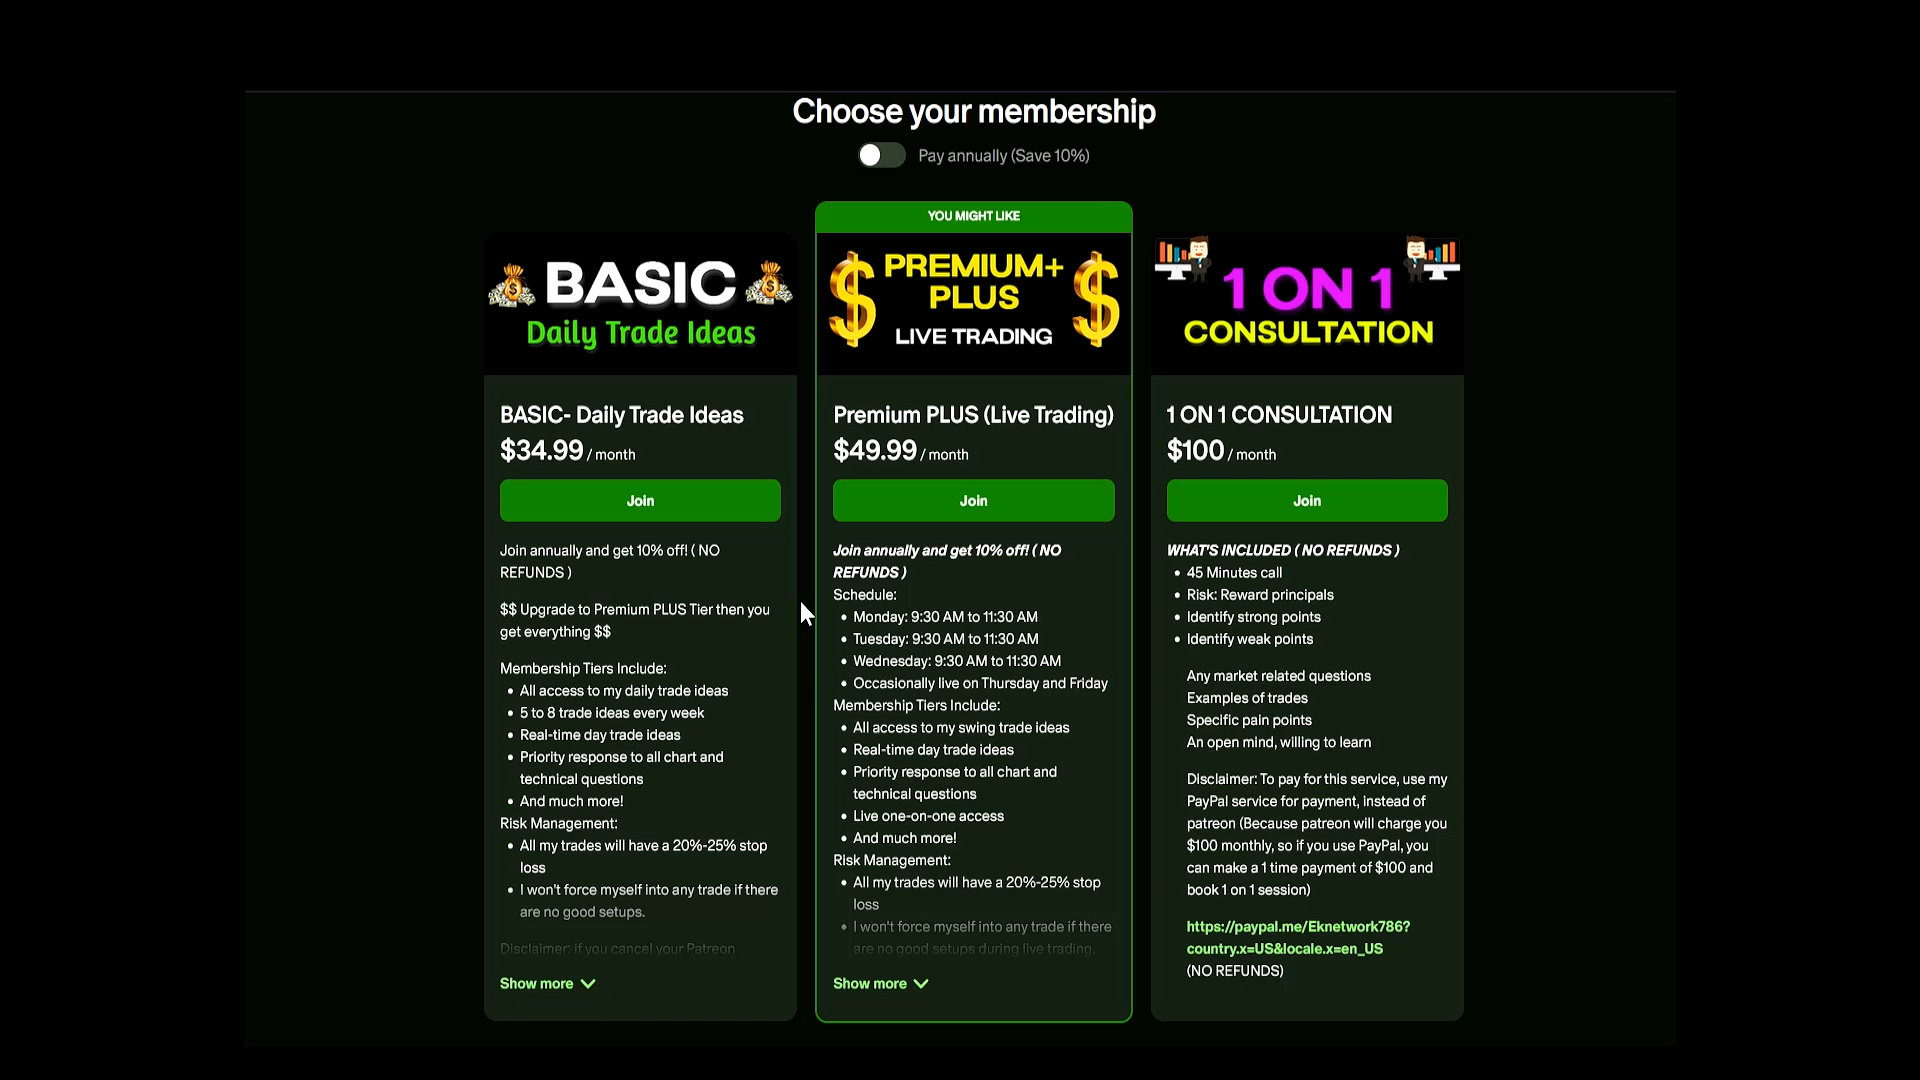 Choose your membership
Pay annually (Save 10%)
BASIC
Daily Trade Ideas
BASIC- Daily Trade Ideas
$34.99 / month
Join
Join annually and get 10% off! ( NO
REFUNDS )
$$ Upgrade to Premium PLUS Tier then you
get everything $$
Membership Tiers Include:
• All access to my daily trade ideas
• 5 to 8 trade ideas every week
• Real-time day trade ideas
• Priority response to all chart and
technical questions
• And much more!
Risk Management:
• All my trades will have a 20%-25% stop
loss
• I won't force myself into any trade if there
are no good setups.
Disclaimer: if you cancel your Patreon
Show more
YOU MIGHT LIKE
$ PREMIUM+ $
PLUS
LIVE TRADING
Premium PLUS (Live Trading)
$49.99 / month
Join
Join annually and get 10% off! ( NO
REFUNDS )
Schedule:
• Monday: 9:30 AM to 11:30 AM
• Tuesday: 9:30 AM to 11:30 AM
• Wednesday: 9:30 AM to 11:30 AM
• Occasionally live on Thursday and Friday
Membership Tiers Include:
• All access to my swing trade ideas
• Real-time day trade ideas
• Priority response to all chart and
technical questions
• Live one-on-one access
• And much more!
Risk Management:
• All my trades will have a 20%-25% stop
loss
• I won't force myself into any trade if there
are no good setups during live trading.
Show more
1 ON 1
CONSULTATION
1 ON 1 CONSULTATION
$100 / month
Join
WHAT'S INCLUDED ( NO REFUNDS )
• 45 Minutes call
• Risk: Reward principals
• Identify strong points
• Identify weak points
Any market related questions
Examples of trades
Specific pain points
An open mind, willing to learn
Disclaimer: To pay for this service, use my
PayPal service for payment, instead of
patreon (Because patreon will charge you
$100 monthly, so if you use PayPal, you
can make a 1 time payment of $100 and
book 1 on 1 session)
https://paypal.me/Eknetwork786?
country.x=US&locale.x=en_US
(NO REFUNDS)